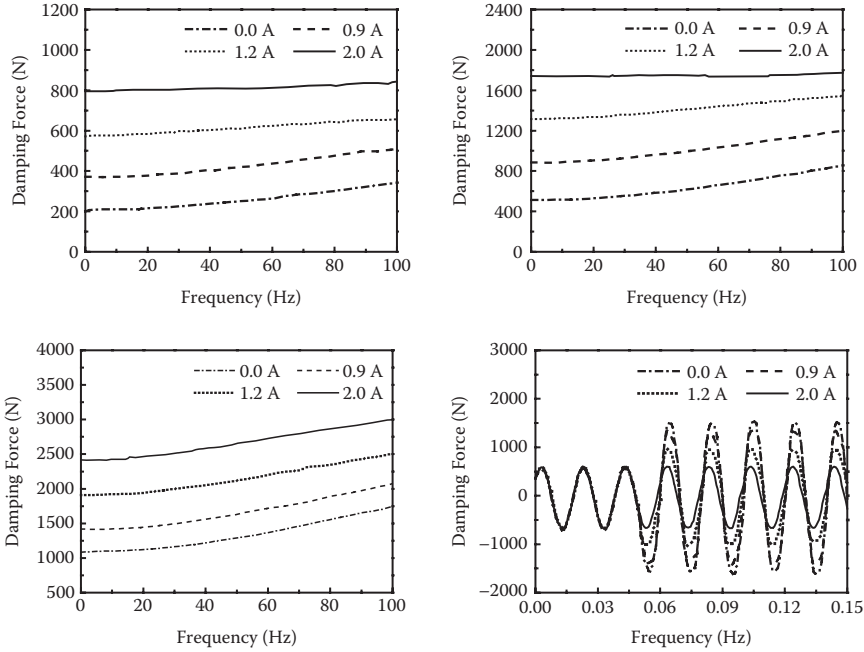 1200
1000
800
600
400
200
0
Damping Force (N)
0.0 A 0.9 A
1.2 A 2.0 A
0 20 40 60 80 100
Frequency (Hz)
2400
2000
1600
1200
800
400
0
Damping Force (N)
0.0 A 0.9 A
1.2 A 2.0 A
0 20 40 60 80 100
Frequency (Hz)
4000
3500
3000
2500
2000
1500
1000
500
Damping Force (N)
0.0 A 0.9 A
1.2 A 2.0 A
0 20 40 60 80 100
Frequency (Hz)
3000
2000
1000
0
−1000
−2000
Damping Force (N)
0.0 A 0.9 A
1.2 A 2.0 A
0.00 0.03 0.06 0.09 0.12 0.15
Frequency (Hz)